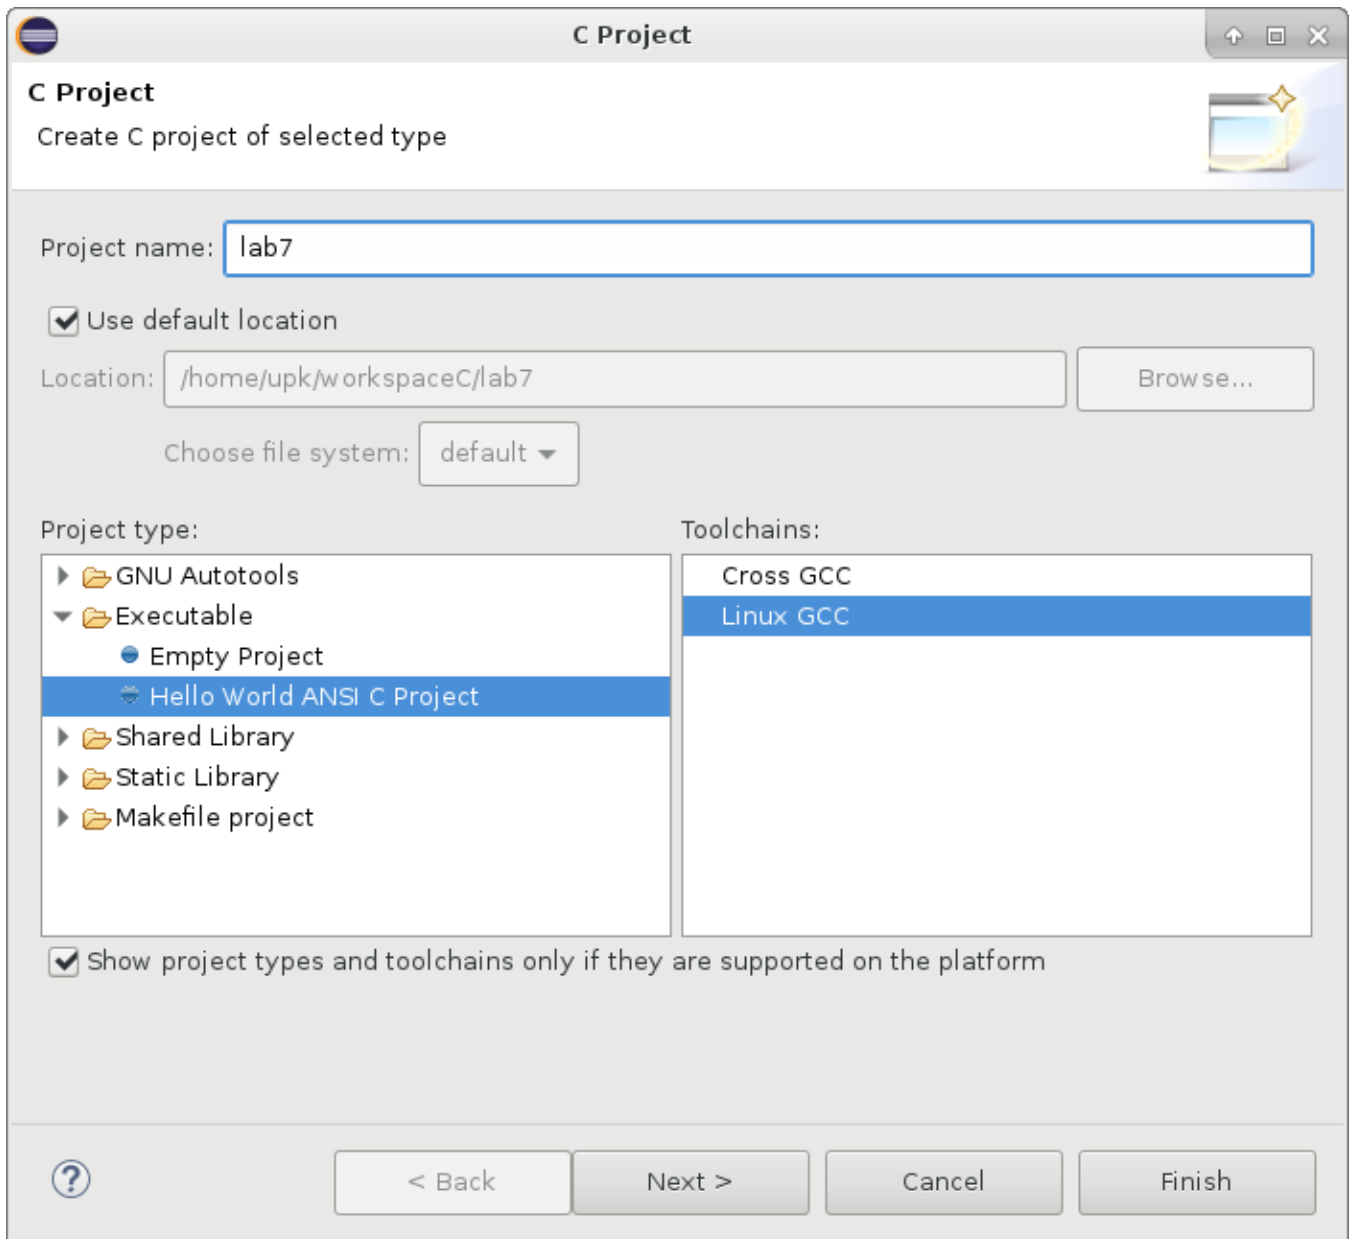 C Project
C Project
Create C project of selected type
Project name: lab7
Use default location
Location: /home/upk/workspaceC/lab7 Browse...
Choose file system: default
Project type: Toolchains:
GNU Autotools Cross GCC
Executable Linux GCC
Empty Project
Hello World ANSI C Project
Shared Library
Static Library
Makefile project
Show project types and toolchains only if they are supported on the platform
? < Back Next > Cancel Finish